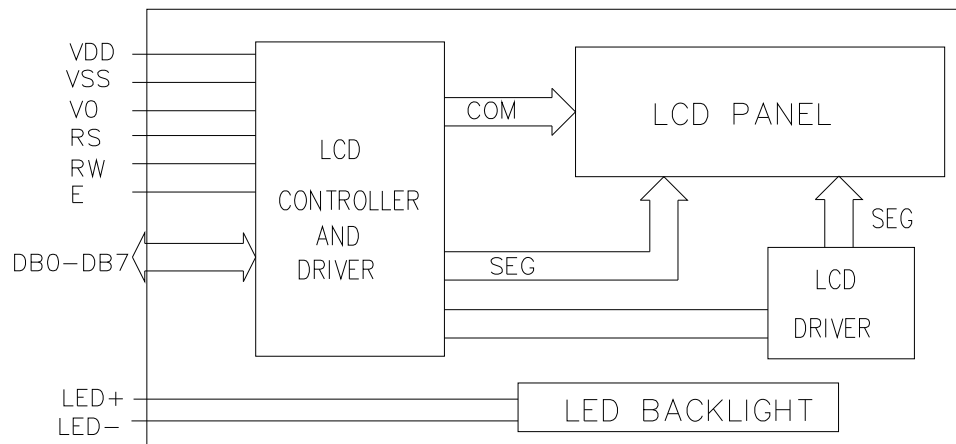 VDD
VSS
V0
RS
RW
E
DB0-DB7
LED+
LED-
LCD
CONTROLLER
AND
DRIVER
COM
SEG
LCD PANEL
SEG
LCD
DRIVER
LED BACKLIGHT